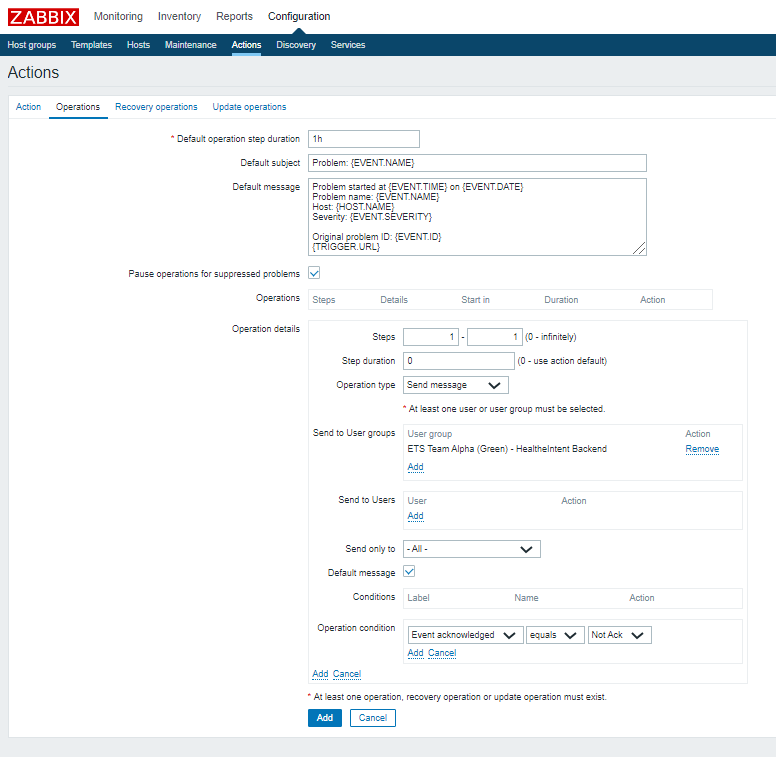 ZABBIX Monitoring Inventory Reports Configuration
Host groups Templates Hosts Maintenance Actions Discovery Services
Actions
Action Operations Recovery operations Update operations
* Default operation step duration 1h
Default subject Problem: {EVENT.NAME}
Default message Problem started at {EVENT.TIME} on {EVENT.DATE}
Problem name: {EVENT.NAME}
Host: {HOST.NAME}
Severity: {EVENT.SEVERITY}
Original problem ID: {EVENT.ID}
{TRIGGER.URL}
Pause operations for suppressed problems
Operations Steps Details Start in Duration Action
Operation details
Steps 1 - 1 (0 - infinitely)
Step duration 0 (0 - use action default)
Operation type Send message
* At least one user or user group must be selected.
Send to User groups User group Action
ETS Team Alpha (Green) - HealtheIntent Backend Remove
Add
Send to Users User Action
Add
Send only to - All -
Default message
Conditions Label Name Action
Operation condition Event acknowledged equals Not Ack
Add Cancel
Add Cancel
* At least one operation, recovery operation or update operation must exist.
Add Cancel